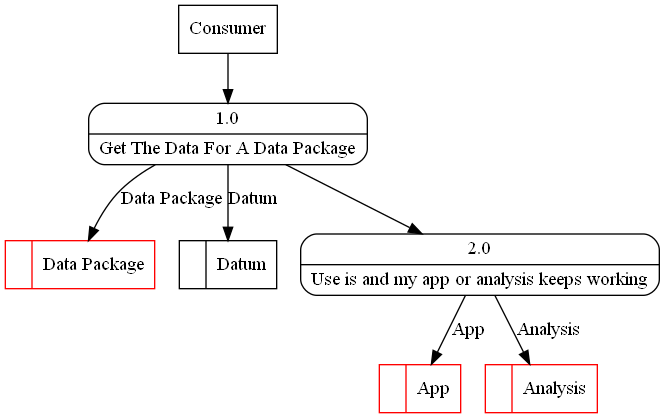 Consumer
1.0
Get The Data For A Data Package
Data Package
Datum
Data Package
Datum
2.0
Use is and my app or analysis keeps working
App
Analysis
App
Analysis